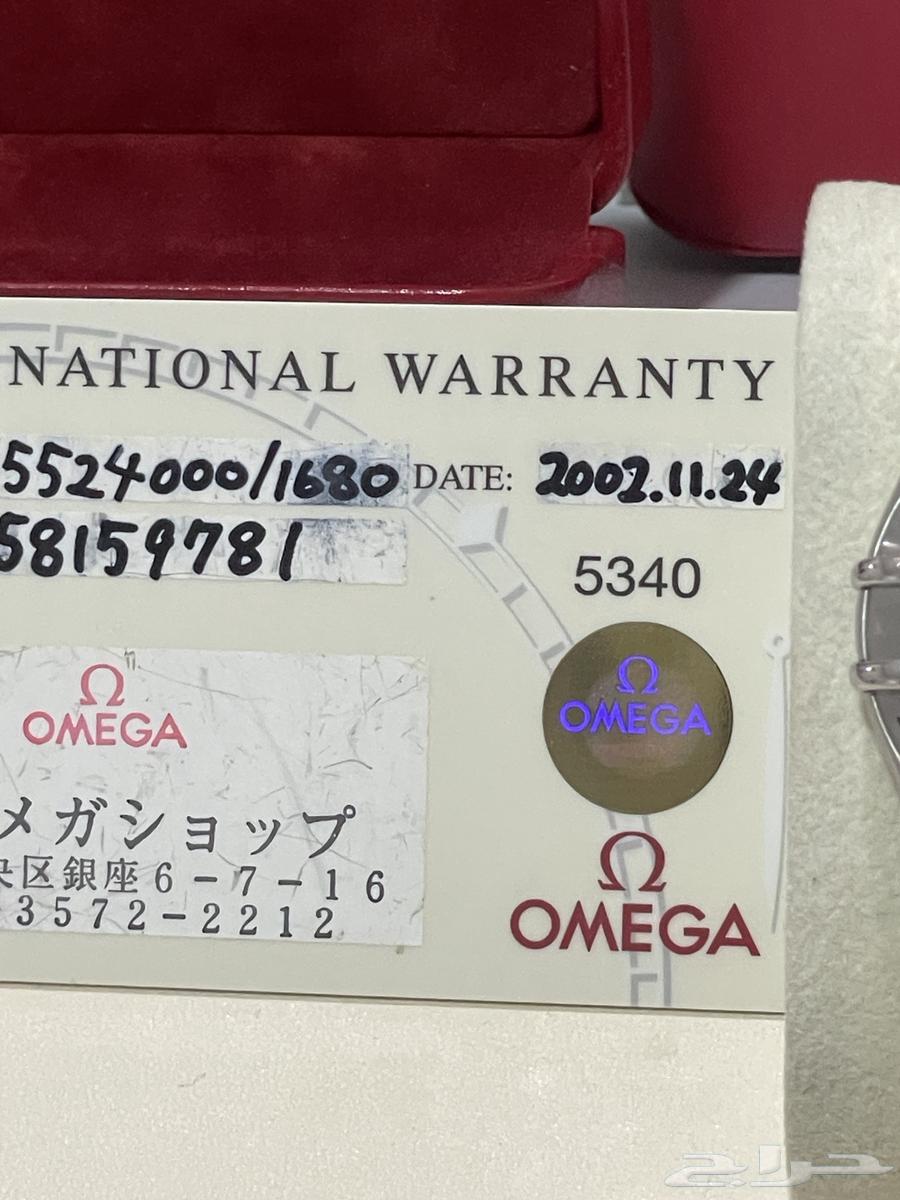 NATIONAL WARRANTY
5524000/1680 DATE: 2002.11.24
58159781
5340
Ω
OMEGA
Ω
OMEGA
メガショップ
区銀座6-7-16
3572-2212
Ω
OMEGA
حراج